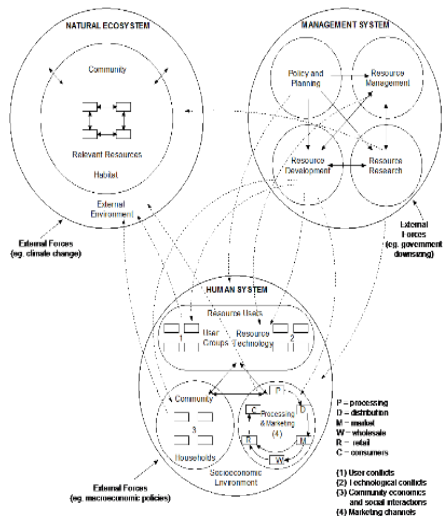 NATURAL ECOSYSTEM
Community
Relevant Resources
Habitat
External
Environment
External Forces
(eg. climate change)
MANAGEMENT SYSTEM
Policy and
Planning
Resource
Management
Resource
Development
Resource
Research
External
Forces
(eg. government
downsizing)
HUMAN SYSTEM
Resource Users
1
User
Groups
Resource
Technology
2
Community
3
Households
P
C
D
Processing
& Marketing
(4)
R
M
W
Socioeconomic
Environment
External Forces
(eg. macroeconomic policies)
P – processing
D – distribution
M – market
W – wholesale
R – retail
C – consumers
(1) User conflicts
(2) Technological conflicts
(3) Community economics
and social interactions
(4) Marketing channels